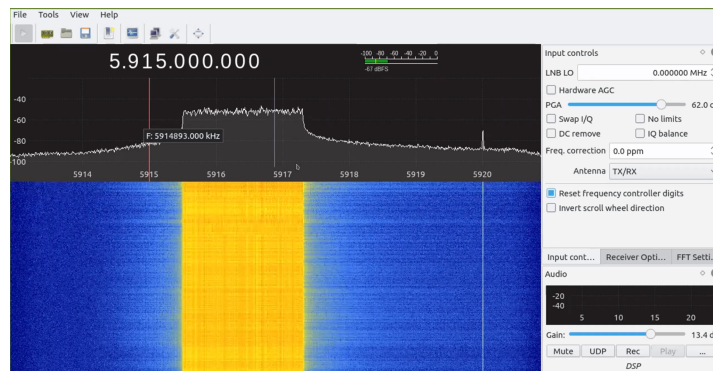 File Tools View Help
5.915.000.000
-100 -80 -60 -40 -20 0
-67 dBFS
-40
-60
-80
-100
F: 5914893.000 kHz
5914 5915 5916 5917 5918 5919 5920
Input controls
LNB LO 0.000000 MHz
Hardware AGC
PGA 62.0 d
Swap I/Q No limits
DC remove IQ balance
Freq. correction 0.0 ppm
Antenna TX/RX
Reset frequency controller digits
Invert scroll wheel direction
Input cont... Receiver Opti... FFT Setti...
Audio
-20
-40
5 10 15 20
Gain: 13.4 d
Mute UDP Rec Play ...
DSP